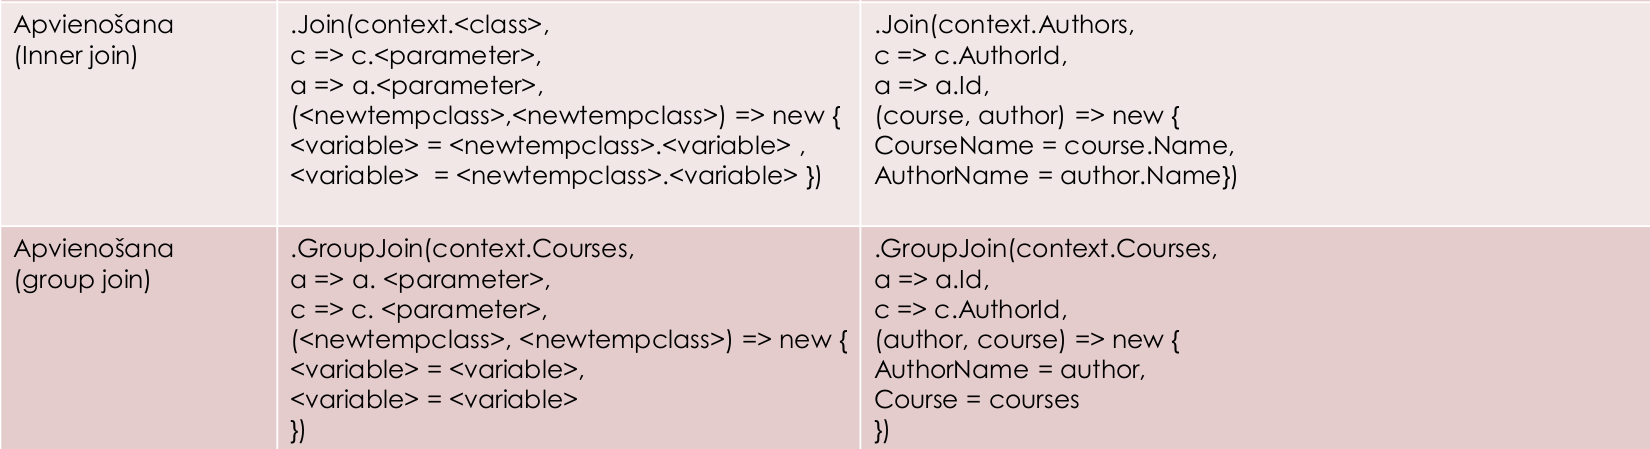 Apvienošana
(Inner join)
.Join(context.<class>,
c => c.<parameter>,
a => a.<parameter>,
(<newtempclass>,<newtempclass>) => new {
<variable> = <newtempclass>.<variable> ,
<variable>  = <newtempclass>.<variable> })
.Join(context.Authors,
c => c.AuthorId,
a => a.Id,
(course, author) => new {
CourseName = course.Name,
AuthorName = author.Name})
Apvienošana
(group join)
.GroupJoin(context.Courses,
a => a. <parameter>,
c => c. <parameter>,
(<newtempclass>, <newtempclass>) => new {
<variable> = <variable>,
<variable> = <variable>
})
.GroupJoin(context.Courses,
a => a.Id,
c => c.AuthorId,
(author, course) => new {
AuthorName = author,
Course = courses
})